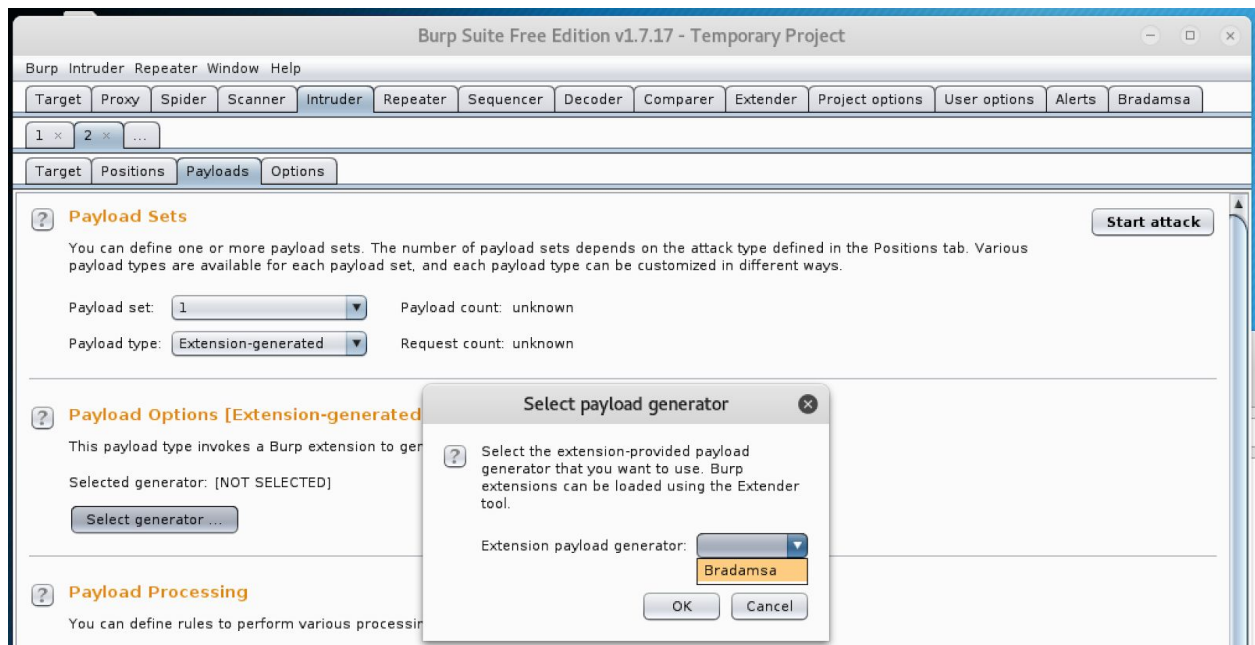 Burp Suite Free Edition v1.7.17 - Temporary Project
Burp Intruder Repeater Window Help
Target Proxy Spider Scanner Intruder Repeater Sequencer Decoder Comparer Extender Project options User options Alerts Bradamsa
1 × 2 × ...
Target Positions Payloads Options
? Payload Sets Start attack
You can define one or more payload sets. The number of payload sets depends on the attack type defined in the Positions tab. Various
payload types are available for each payload set, and each payload type can be customized in different ways.
Payload set: 1 Payload count: unknown
Payload type: Extension-generated Request count: unknown
? Payload Options [Extension-generated
This payload type invokes a Burp extension to ger
Selected generator: [NOT SELECTED]
Select generator ...
Select payload generator
? Select the extension-provided payload
generator that you want to use. Burp
extensions can be loaded using the Extender
tool.
Extension payload generator:
Bradamsa
OK Cancel
? Payload Processing
You can define rules to perform various processin